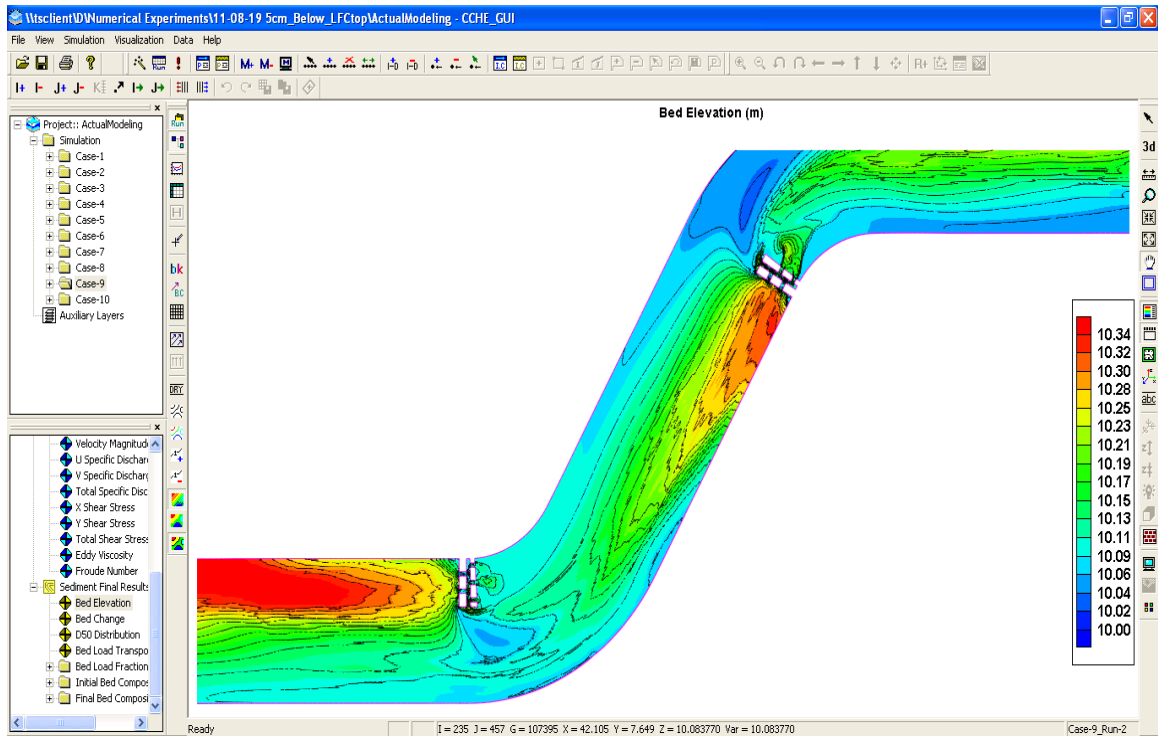 \\tsclient\D\Numerical Experiments\11-08-19 5cm_Below_LFCtop\ActualModeling - CCHE_GUI
File View Simulation Visualization Data Help
Run
M+ M-
I.C I.C
R+
I+ I- J+ J- K
Project:: ActualModeling
Simulation
Case-1
Case-2
Case-3
Case-4
Case-5
Case-6
Case-7
Case-8
Case-9
Case-10
Auxiliary Layers
Velocity Magnitud
U Specific Dischar
V Specific Discharg
Total Specific Disc
X Shear Stress
Y Shear Stress
Total Shear Stress
Eddy Viscosity
Froude Number
Sediment Final Results
Bed Elevation
Bed Change
D50 Distribution
Bed Load Transpo
Bed Load Fraction
Initial Bed Compos
Final Bed Composi
Run
H
bk
BC
DRY
Bed Elevation (m)
3d
abc
10.34
10.32
10.30
10.28
10.25
10.23
10.21
10.19
10.17
10.15
10.13
10.11
10.09
10.06
10.04
10.02
10.00
Ready
I = 235 J = 457 G = 107395 X = 42.105 Y = 7.649 Z = 10.083770 Var = 10.083770
Case-9_Run-2